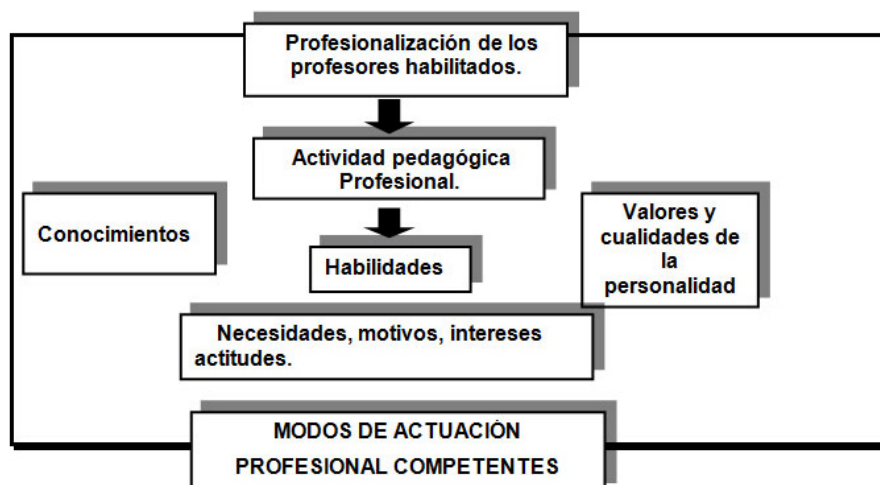 Profesionalización de los
profesores habilitados.
Actividad pedagógica
Profesional.
Conocimientos
Valores y
cualidades de
la
personalidad
Habilidades
Necesidades, motivos, intereses
actitudes.
MODOS DE ACTUACIÓN
PROFESIONAL COMPETENTES